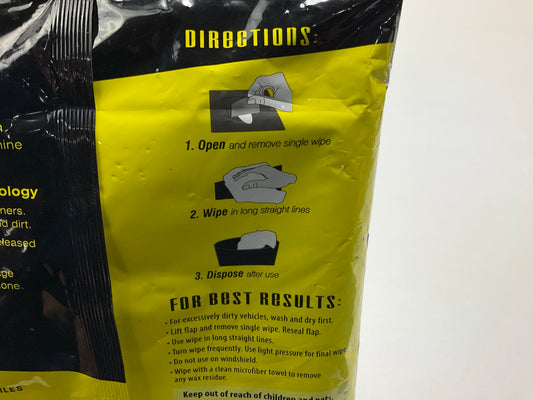 DIRECTIONS:
1. Open and remove single wipe
2. Wipe in long straight lines
3. Dispose after use
FOR BEST RESULTS:
• For excessively dirty vehicles, wash and dry first.
• Lift flap and remove single wipe. Reseal flap.
• Use wipe in long straight lines.
• Turn wipe frequently. Use light pressure for final wipe
• Do not use on windshield.
• Wipe with a clean microfiber towel to remove
any wax residue.
Keep out of reach of children and pets.
hine
ology
ners.
d dirt.
eleased
ge
one.
ILES